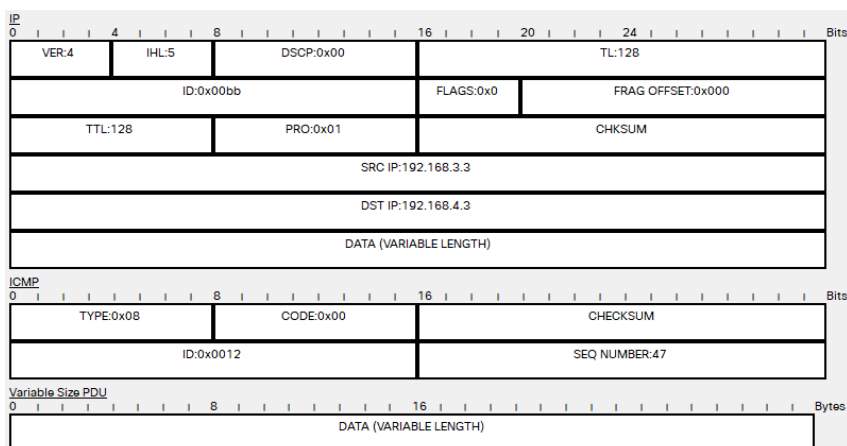 IP
0 4 8 16 20 24 Bits
VER:4 IHL:5 DSCP:0x00 TL:128
ID:0x00bb FLAGS:0x0 FRAG OFFSET:0x000
TTL:128 PRO:0x01 CHKSUM
SRC IP:192.168.3.3
DST IP:192.168.4.3
DATA (VARIABLE LENGTH)
ICMP
0 8 16 Bits
TYPE:0x08 CODE:0x00 CHECKSUM
ID:0x0012 SEQ NUMBER:47
Variable Size PDU
0 8 16 Bytes
DATA (VARIABLE LENGTH)